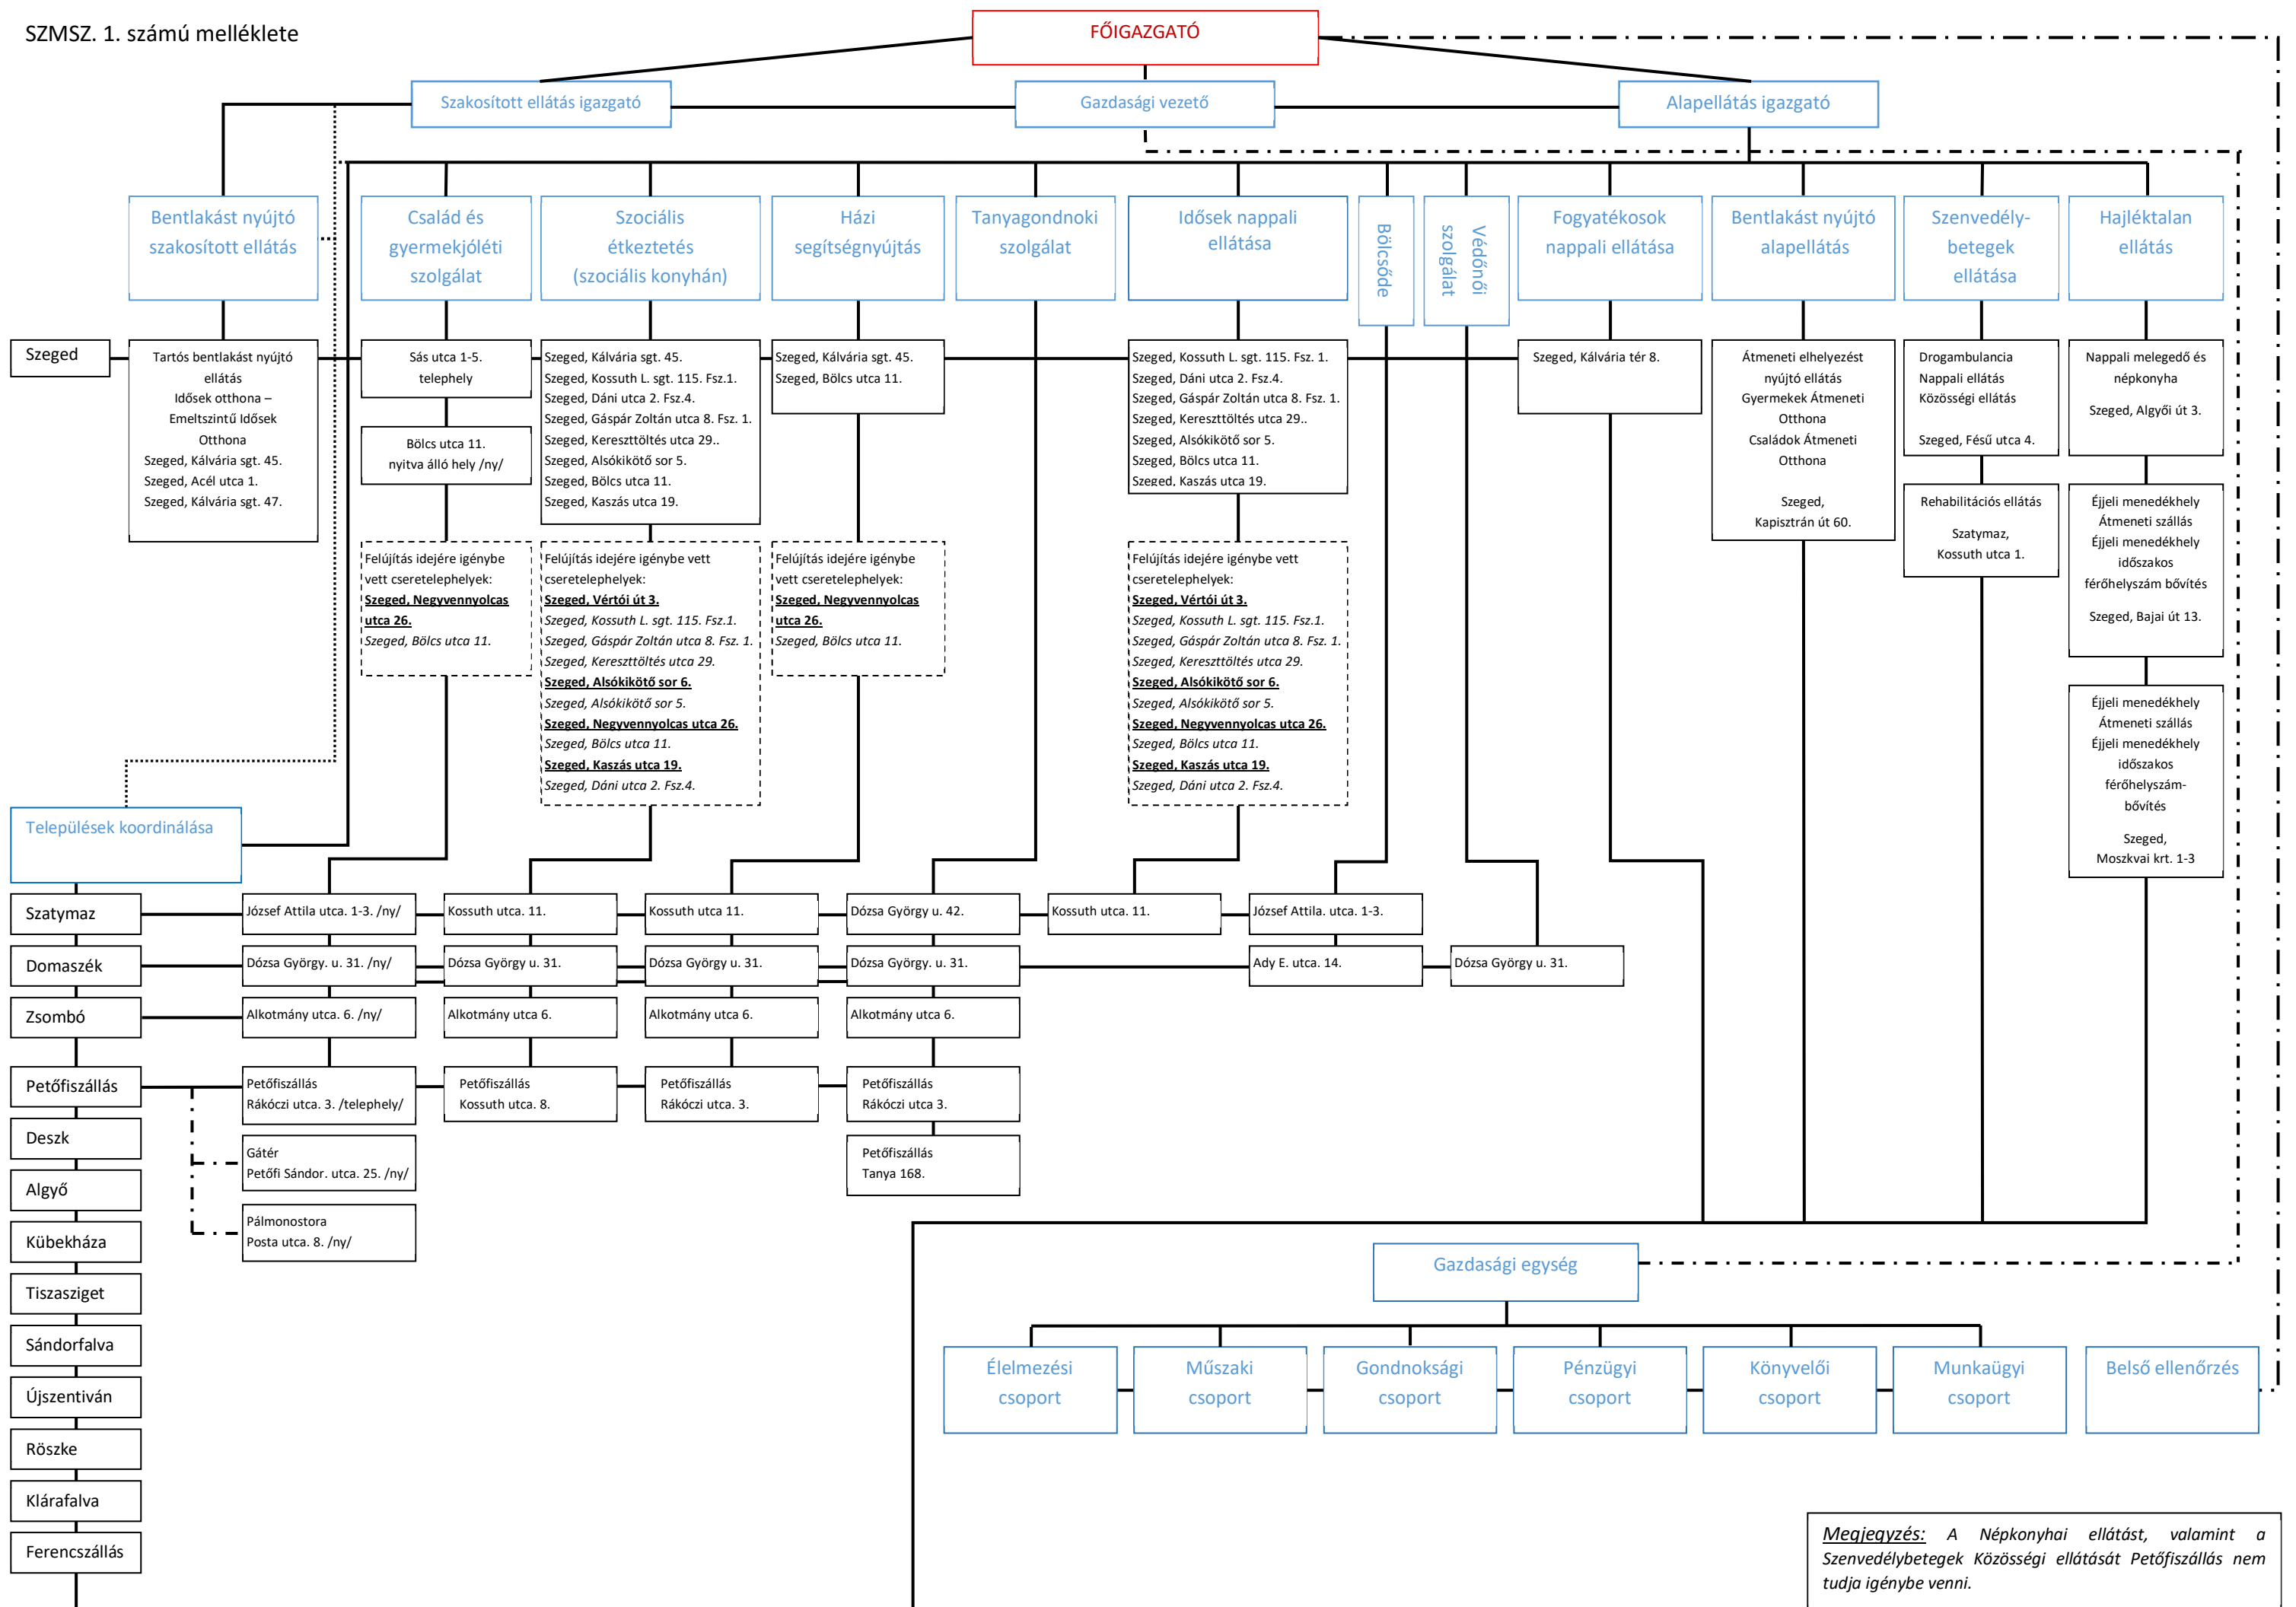 SZMSZ. 1. számú melléklete
FŐIGAZGATÓ
Szakosított ellátás igazgató
Gazdasági vezető
Alapellátás igazgató
Bentlakást nyújtó
szakosított ellátás
Család és
gyermekjóléti
szolgálat
Szociális
étkeztetés
(szociális konyhán)
Házi
segítségnyújtás
Tanyagondnoki
szolgálat
Idősek nappali
ellátása
Bölcsőde
Védőnői
szolgálat
Fogyatékosok
nappali ellátása
Bentlakást nyújtó
alapellátás
Szenvedély-
betegek
ellátása
Hajléktalan
ellátás
Szeged
Tartós bentlakást nyújtó
ellátás
Idősek otthona –
Emeltszintű Idősek
Otthona
Szeged, Kálvária sgt. 45.
Szeged, Acél utca 1.
Szeged, Kálvária sgt. 47.
Sás utca 1-5.
telephely
Bölcs utca 11.
nyitva álló hely /ny/
Szeged, Kálvária sgt. 45.
Szeged, Kossuth L. sgt. 115. Fsz.1.
Szeged, Dáni utca 2. Fsz.4.
Szeged, Gáspár Zoltán utca 8. Fsz. 1.
Szeged, Kereszttöltés utca 29..
Szeged, Alsókikötő sor 5.
Szeged, Bölcs utca 11.
Szeged, Kaszás utca 19.
Szeged, Kálvária sgt. 45.
Szeged, Bölcs utca 11.
Szeged, Kossuth L. sgt. 115. Fsz. 1.
Szeged, Dáni utca 2. Fsz.4.
Szeged, Gáspár Zoltán utca 8. Fsz. 1.
Szeged, Kereszttöltés utca 29..
Szeged, Alsókikötő sor 5.
Szeged, Bölcs utca 11.
Szeged, Kaszás utca 19.
Szeged, Kálvária tér 8.
Átmeneti elhelyezést
nyújtó ellátás
Gyermekek Átmeneti
Otthona
Családok Átmeneti
Otthona
Szeged,
Kapisztrán út 60.
Drogambulancia
Nappali ellátás
Közösségi ellátás
Szeged, Fésű utca 4.
Rehabilitációs ellátás
Szatymaz,
Kossuth utca 1.
Nappali melegedő és
népkonyha
Szeged, Algyői út 3.
Éjjeli menedékhely
Átmeneti szállás
Éjjeli menedékhely
időszakos
férőhelyszám bővítés
Szeged, Bajai út 13.
Éjjeli menedékhely
Átmeneti szállás
Éjjeli menedékhely
időszakos
férőhelyszám-
bővítés
Szeged,
Moszkvai krt. 1-3
Felújítás idejére igénybe
vett cseretelephelyek:
Szeged, Negyvennyolcas
utca 26.
Szeged, Bölcs utca 11.
Felújítás idejére igénybe vett
cseretelephelyek:
Szeged, Vértói út 3.
Szeged, Kossuth L. sgt. 115. Fsz.1.
Szeged, Gáspár Zoltán utca 8. Fsz. 1.
Szeged, Kereszttöltés utca 29.
Szeged, Alsókikötő sor 6.
Szeged, Alsókikötő sor 5.
Szeged, Negyvennyolcas utca 26.
Szeged, Bölcs utca 11.
Szeged, Kaszás utca 19.
Szeged, Dáni utca 2. Fsz.4.
Felújítás idejére igénybe
vett cseretelephelyek:
Szeged, Negyvennyolcas
utca 26.
Szeged, Bölcs utca 11.
Felújítás idejére igénybe vett
cseretelephelyek:
Szeged, Vértói út 3.
Szeged, Kossuth L. sgt. 115. Fsz.1.
Szeged, Gáspár Zoltán utca 8. Fsz. 1.
Szeged, Kereszttöltés utca 29.
Szeged, Alsókikötő sor 6.
Szeged, Alsókikötő sor 5.
Szeged, Negyvennyolcas utca 26.
Szeged, Bölcs utca 11.
Szeged, Kaszás utca 19.
Szeged, Dáni utca 2. Fsz.4.
Települések koordinálása
Szatymaz
József Attila utca. 1-3. /ny/
Kossuth utca. 11.
Kossuth utca 11.
Dózsa György u. 42.
Kossuth utca. 11.
József Attila. utca. 1-3.
Domaszék
Dózsa György. u. 31. /ny/
Dózsa György u. 31.
Dózsa György u. 31.
Dózsa György. u. 31.
Ady E. utca. 14.
Dózsa György u. 31.
Zsombó
Alkotmány utca. 6. /ny/
Alkotmány utca 6.
Alkotmány utca 6.
Alkotmány utca 6.
Petőfiszállás
Petőfiszállás
Rákóczi utca. 3. /telephely/
Petőfiszállás
Kossuth utca. 8.
Petőfiszállás
Rákóczi utca. 3.
Petőfiszállás
Rákóczi utca 3.
Deszk
Gátér
Petőfi Sándor. utca. 25. /ny/
Petőfiszállás
Tanya 168.
Algyő
Pálmonostora
Posta utca. 8. /ny/
Kübekháza
Tiszasziget
Sándorfalva
Újszentiván
Röszke
Klárafalva
Ferencszállás
Gazdasági egység
Élelmezési
csoport
Műszaki
csoport
Gondnoksági
csoport
Pénzügyi
csoport
Könyvelői
csoport
Munkaügyi
csoport
Belső ellenőrzés
Megjegyzés: A Népkonyhai ellátást, valamint a
Szenvedélybetegek Közösségi ellátását Petőfiszállás nem
tudja igénybe venni.